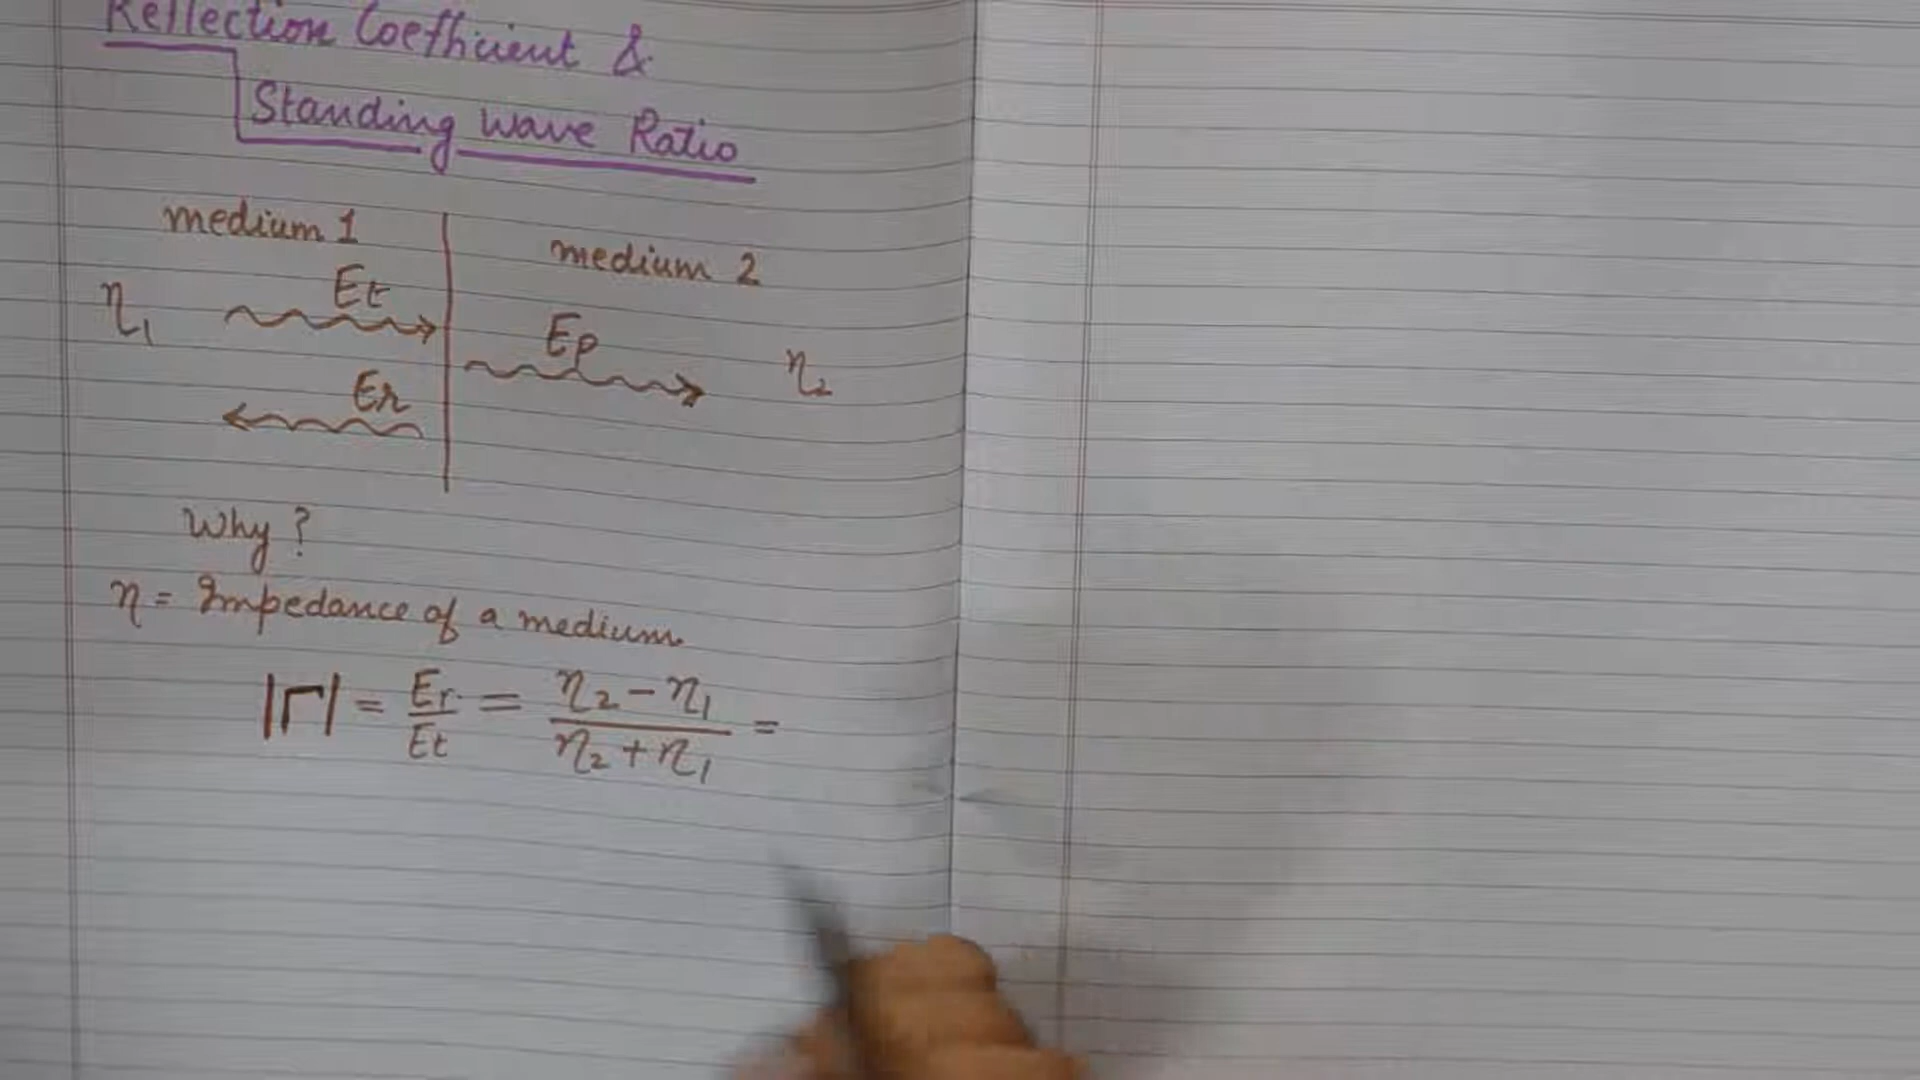 Reflection Coefficient &
Standing wave Ratio
medium 1
medium 2
η₁
Et
Ep
η₂
Er
Why?
η = Impedance of a medium.
|Γ| = Er/Et = (η₂ - η₁)/(η₂ + η₁) =